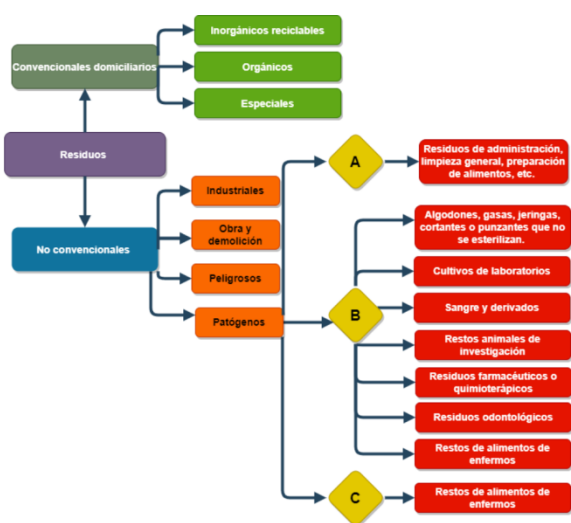 Inorgánicos reciclables
Convencionales domiciliarios
Orgánicos
Especiales
Residuos
No convencionales
Industriales
Obra y
demolición
Peligrosos
Patógenos
A
Residuos de administración,
limpieza general, preparación
de alimentos, etc.
B
Algodones, gasas, jeringas,
cortantes o punzantes que no
se esterilizan.
Cultivos de laboratorios
Sangre y derivados
Restos animales de
investigación
Residuos farmacéuticos o
quimioterápicos
Residuos odontológicos
Restos de alimentos de
enfermos
C
Restos de alimentos de
enfermos